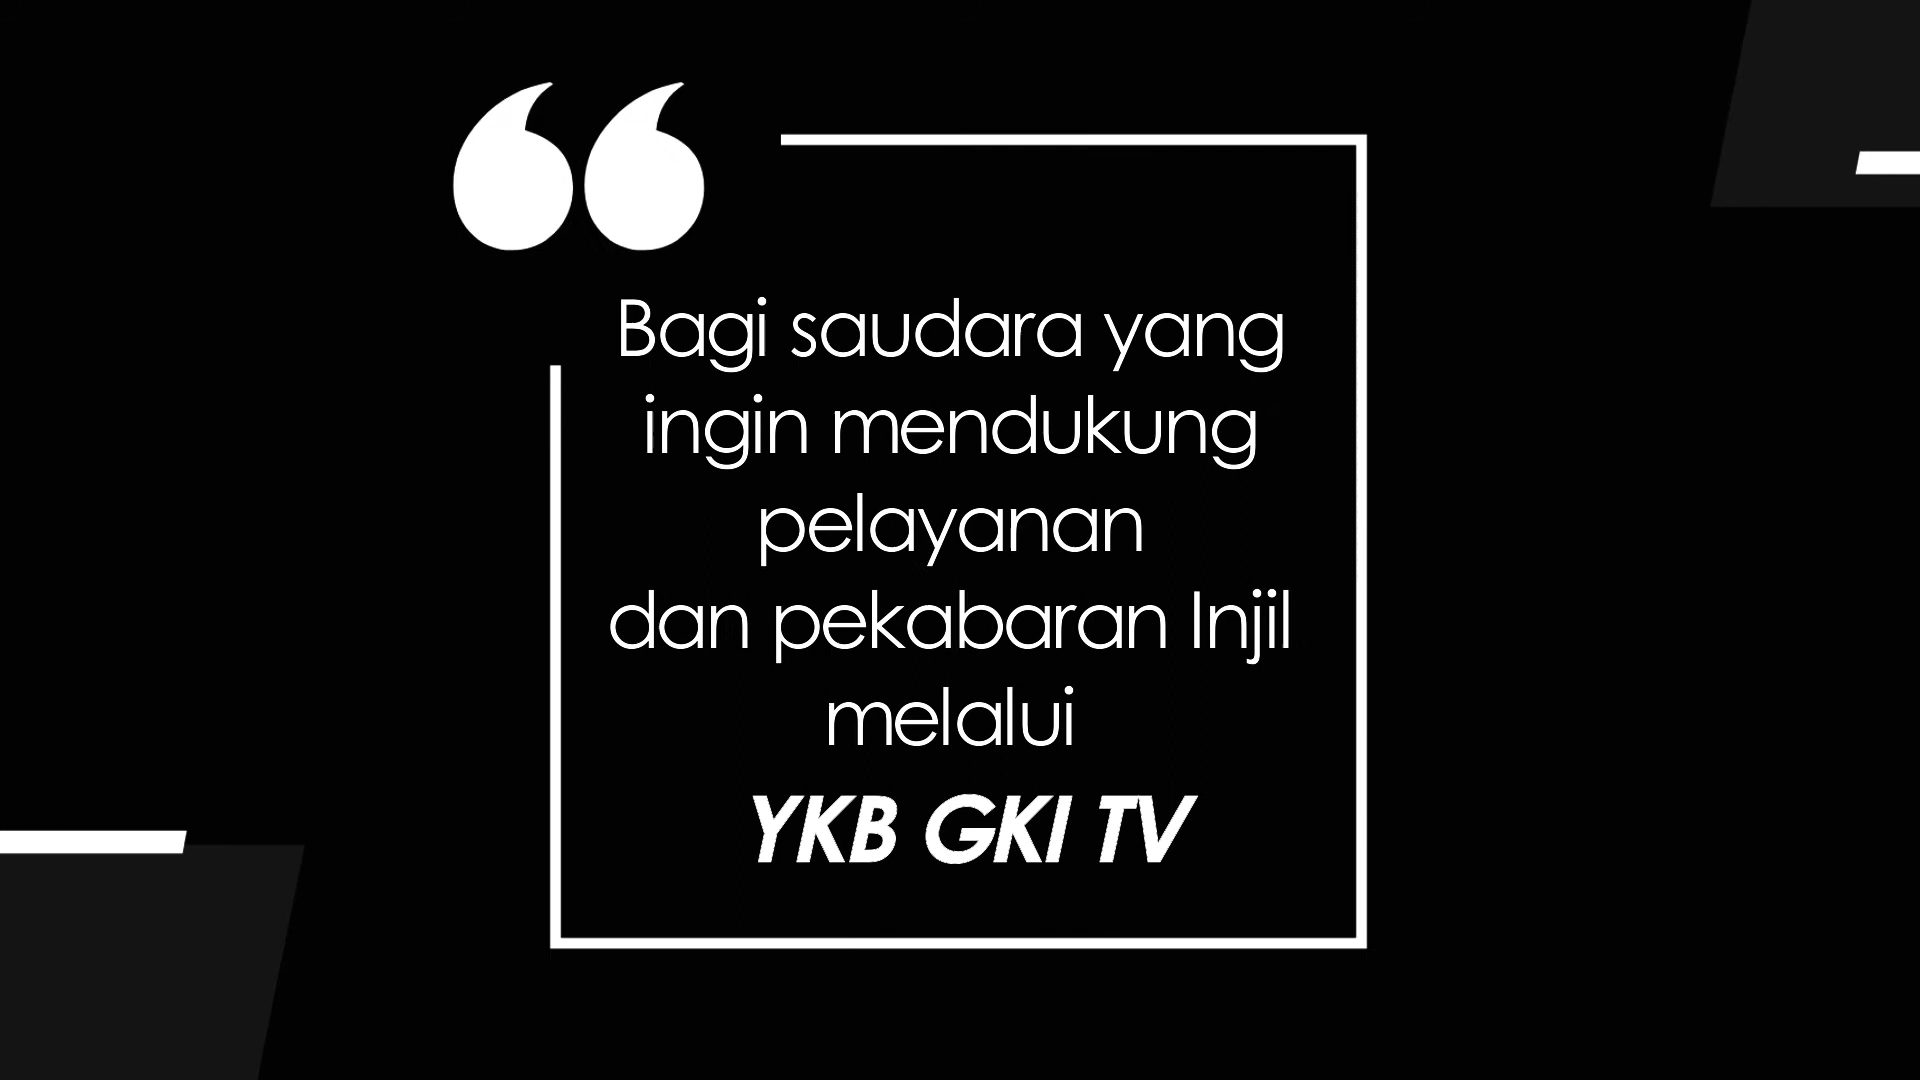 Bagi saudara yang
ingin mendukung
pelayanan
dan pekabaran Injil
melalui
YKB GKI TV